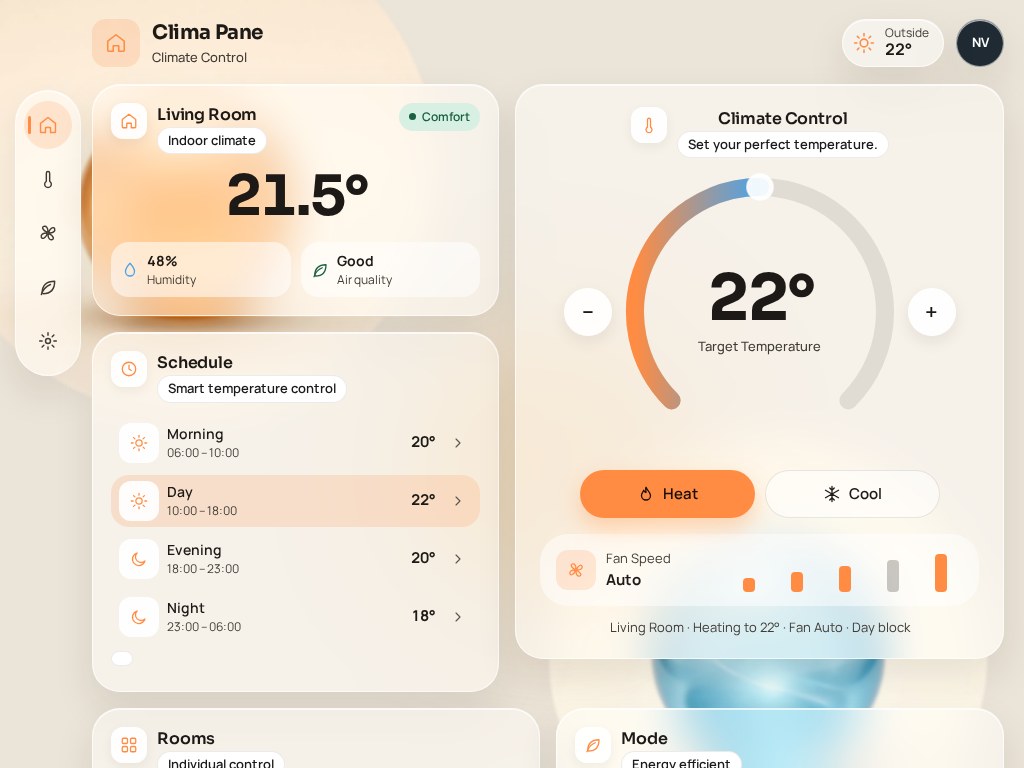 Clima Pane
Climate Control
Outside
22°
NV
Living Room
Indoor climate
Comfort
21.5°
48%
Humidity
Good
Air quality
Schedule
Smart temperature control
Morning
06:00 – 10:00
20°
Day
10:00 – 18:00
22°
Evening
18:00 – 23:00
20°
Night
23:00 – 06:00
18°
Climate Control
Set your perfect temperature.
−
22°
Target Temperature
+
Heat
Cool
Fan Speed
Auto
Living Room · Heating to 22° · Fan Auto · Day block
Rooms
Individual control
Mode
Energy efficient